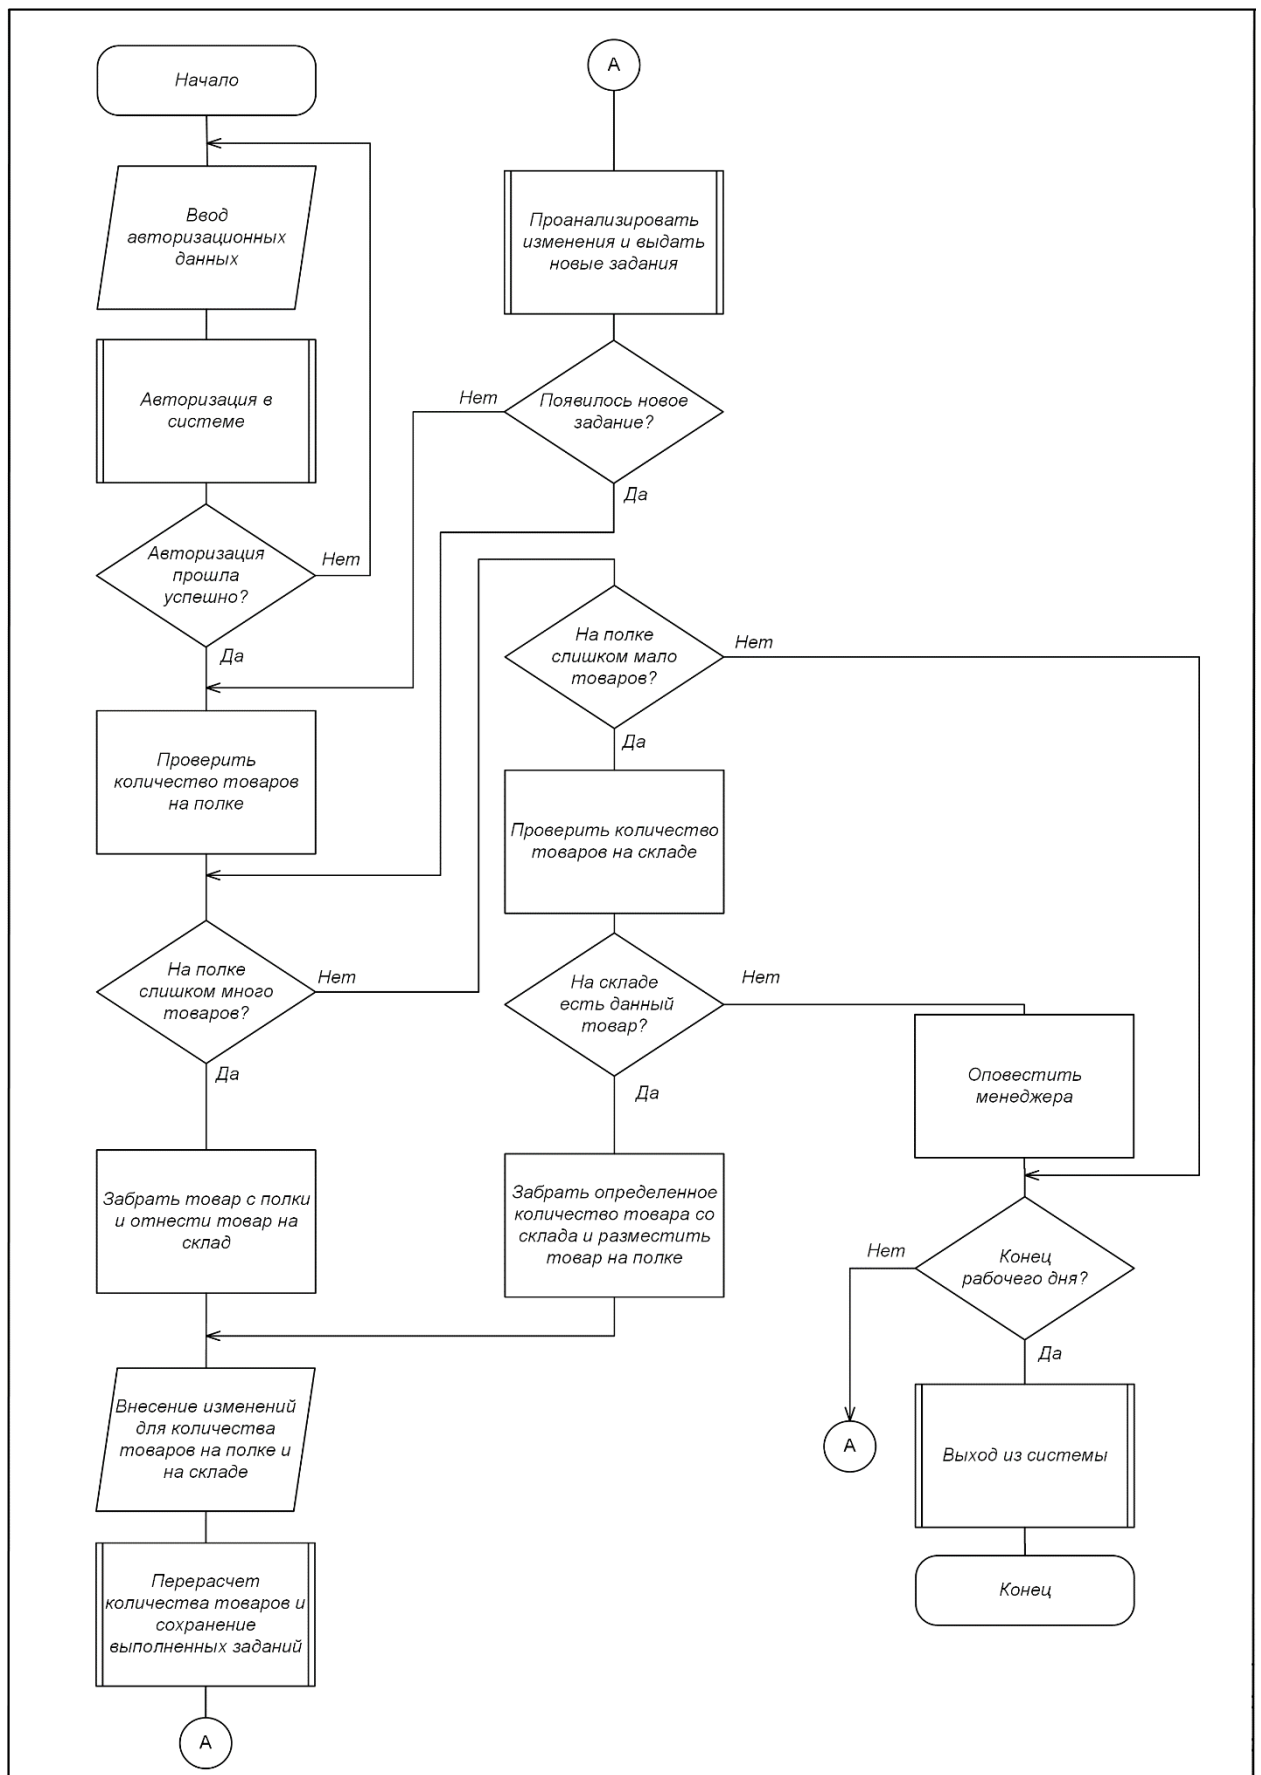 Начало
Ввод
авторизационных
данных
Авторизация в
системе
Авторизация
прошла
успешно?
Нет
Да
Проверить
количество товаров
на полке
На полке
слишком много
товаров?
Нет
Да
Забрать товар с полки
и отнести товар на
склад
Внесение изменений
для количества
товаров на полке и
на складе
Перерасчет
количества товаров и
сохранение
выполненных заданий
А
А
Проанализировать
изменения и выдать
новые задания
Появилось новое
задание?
Нет
Да
На полке
слишком мало
товаров?
Нет
Да
Проверить количество
товаров на складе
На складе
есть данный
товар?
Нет
Да
Забрать определенное
количество товара со
склада и разместить
товар на полке
Оповестить
менеджера
Конец
рабочего дня?
Нет
Да
А
Выход из системы
Конец